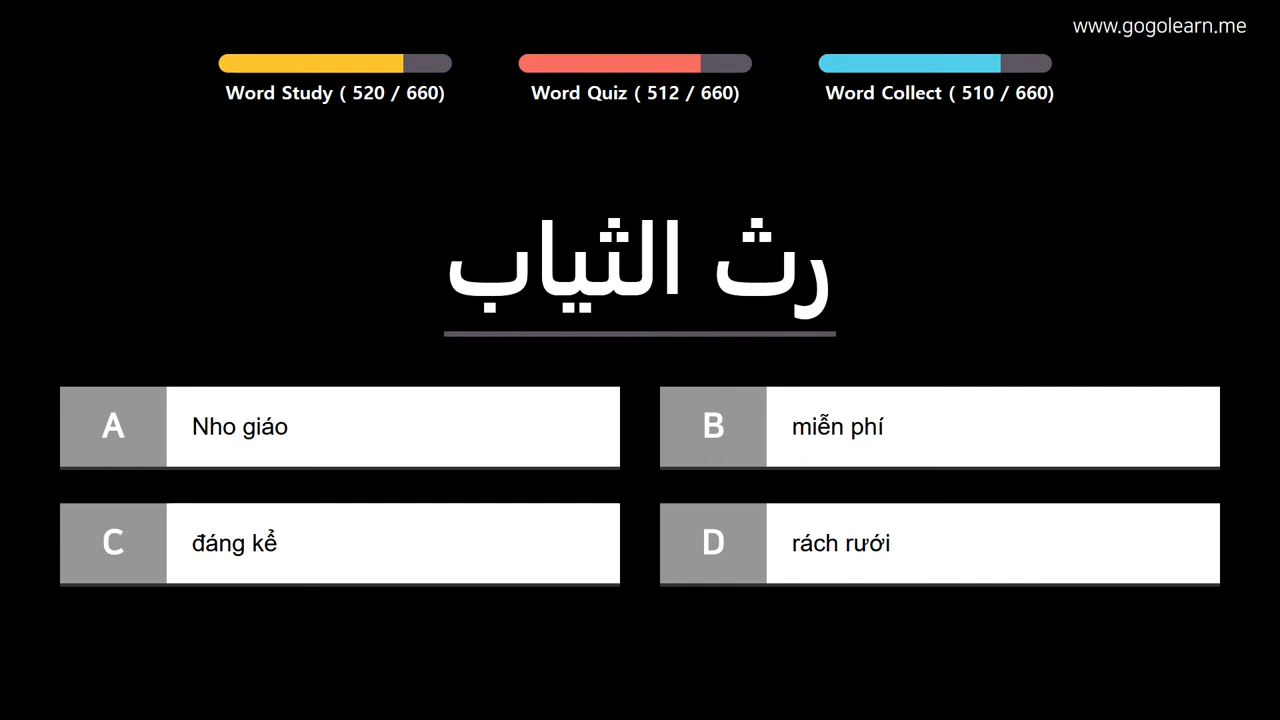 www.gogolearn.me
Word Study ( 520 / 660)
Word Quiz ( 512 / 660)
Word Collect ( 510 / 660)
رث الثياب
A
Nho giáo
B
miễn phí
C
đáng kể
D
rách rưới